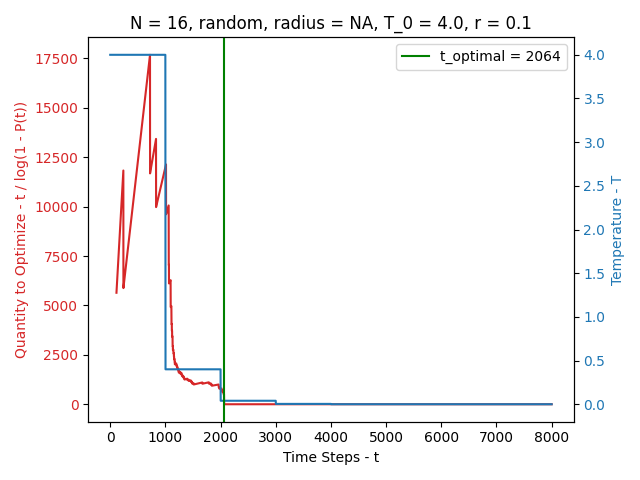 N = 16, random, radius = NA, T_0 = 4.0, r = 0.1
t_optimal = 2064
Quantity to Optimize - t / log(1 - P(t))
17500
15000
12500
10000
7500
5000
2500
0
4.0
3.5
3.0
2.5
2.0
1.5
1.0
0.5
0.0
Temperature - T
0 1000 2000 3000 4000 5000 6000 7000 8000
Time Steps - t